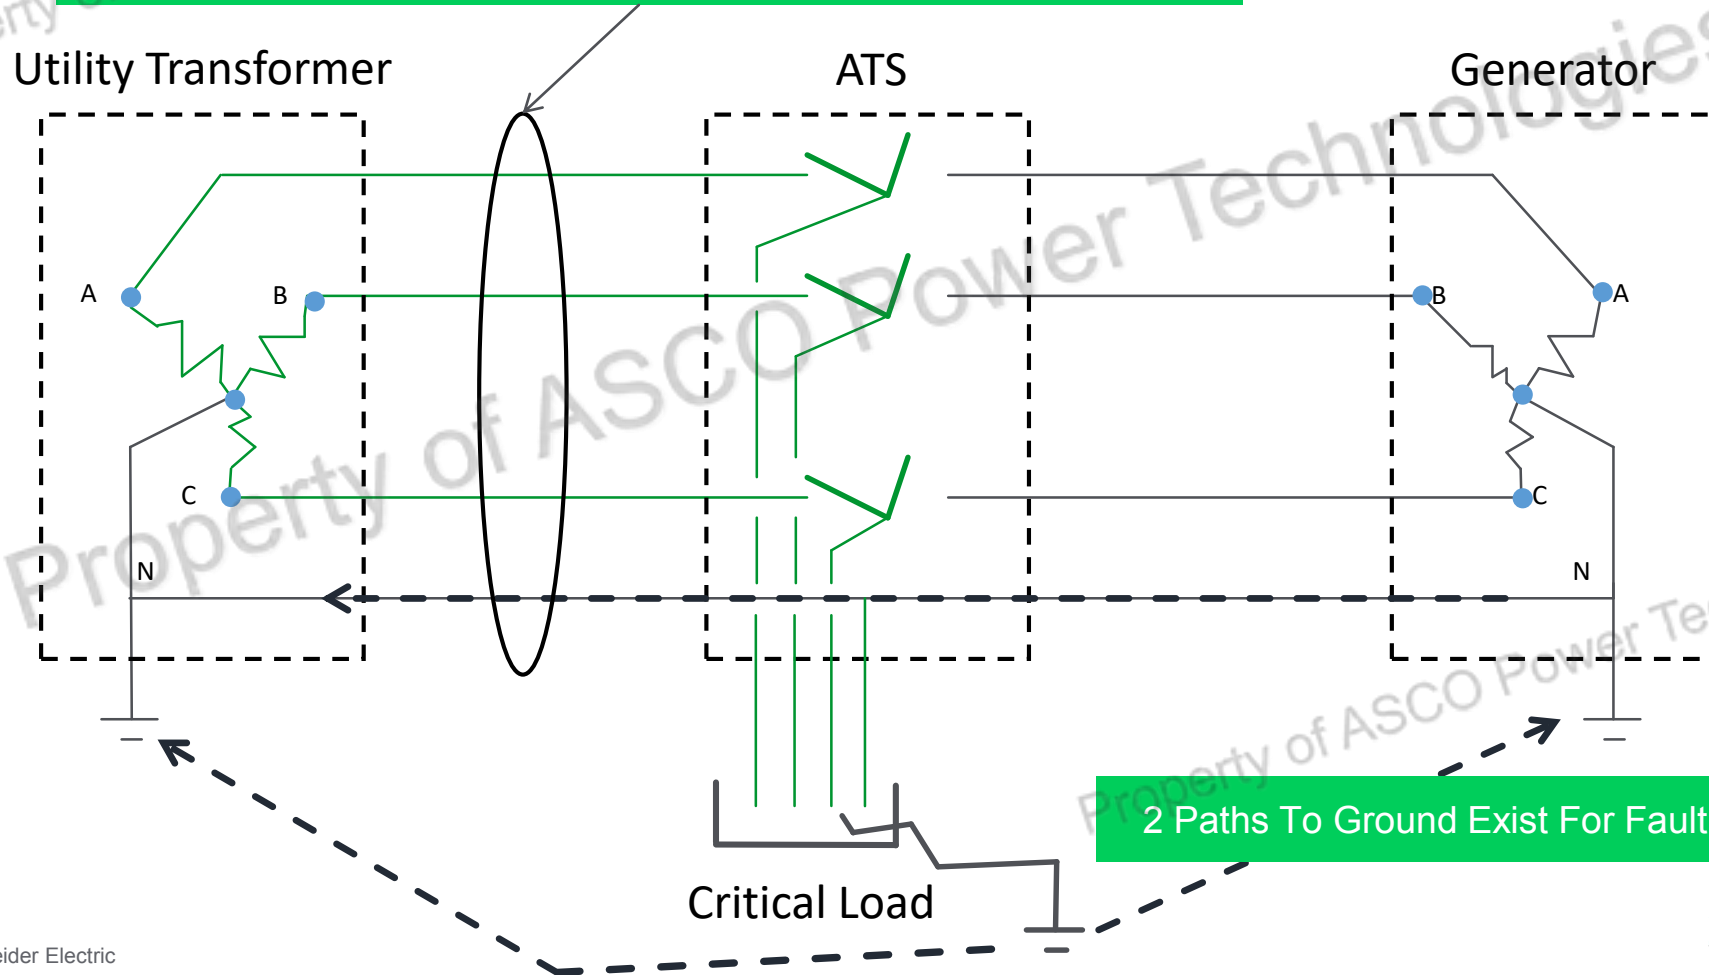 Utility Transformer
ATS
Generator
A
B
B
A
C
C
N
N
2 Paths To Ground Exist For Fault
Critical Load
Electric
Property of ASCO Power Technologies
Property of ASCO Power